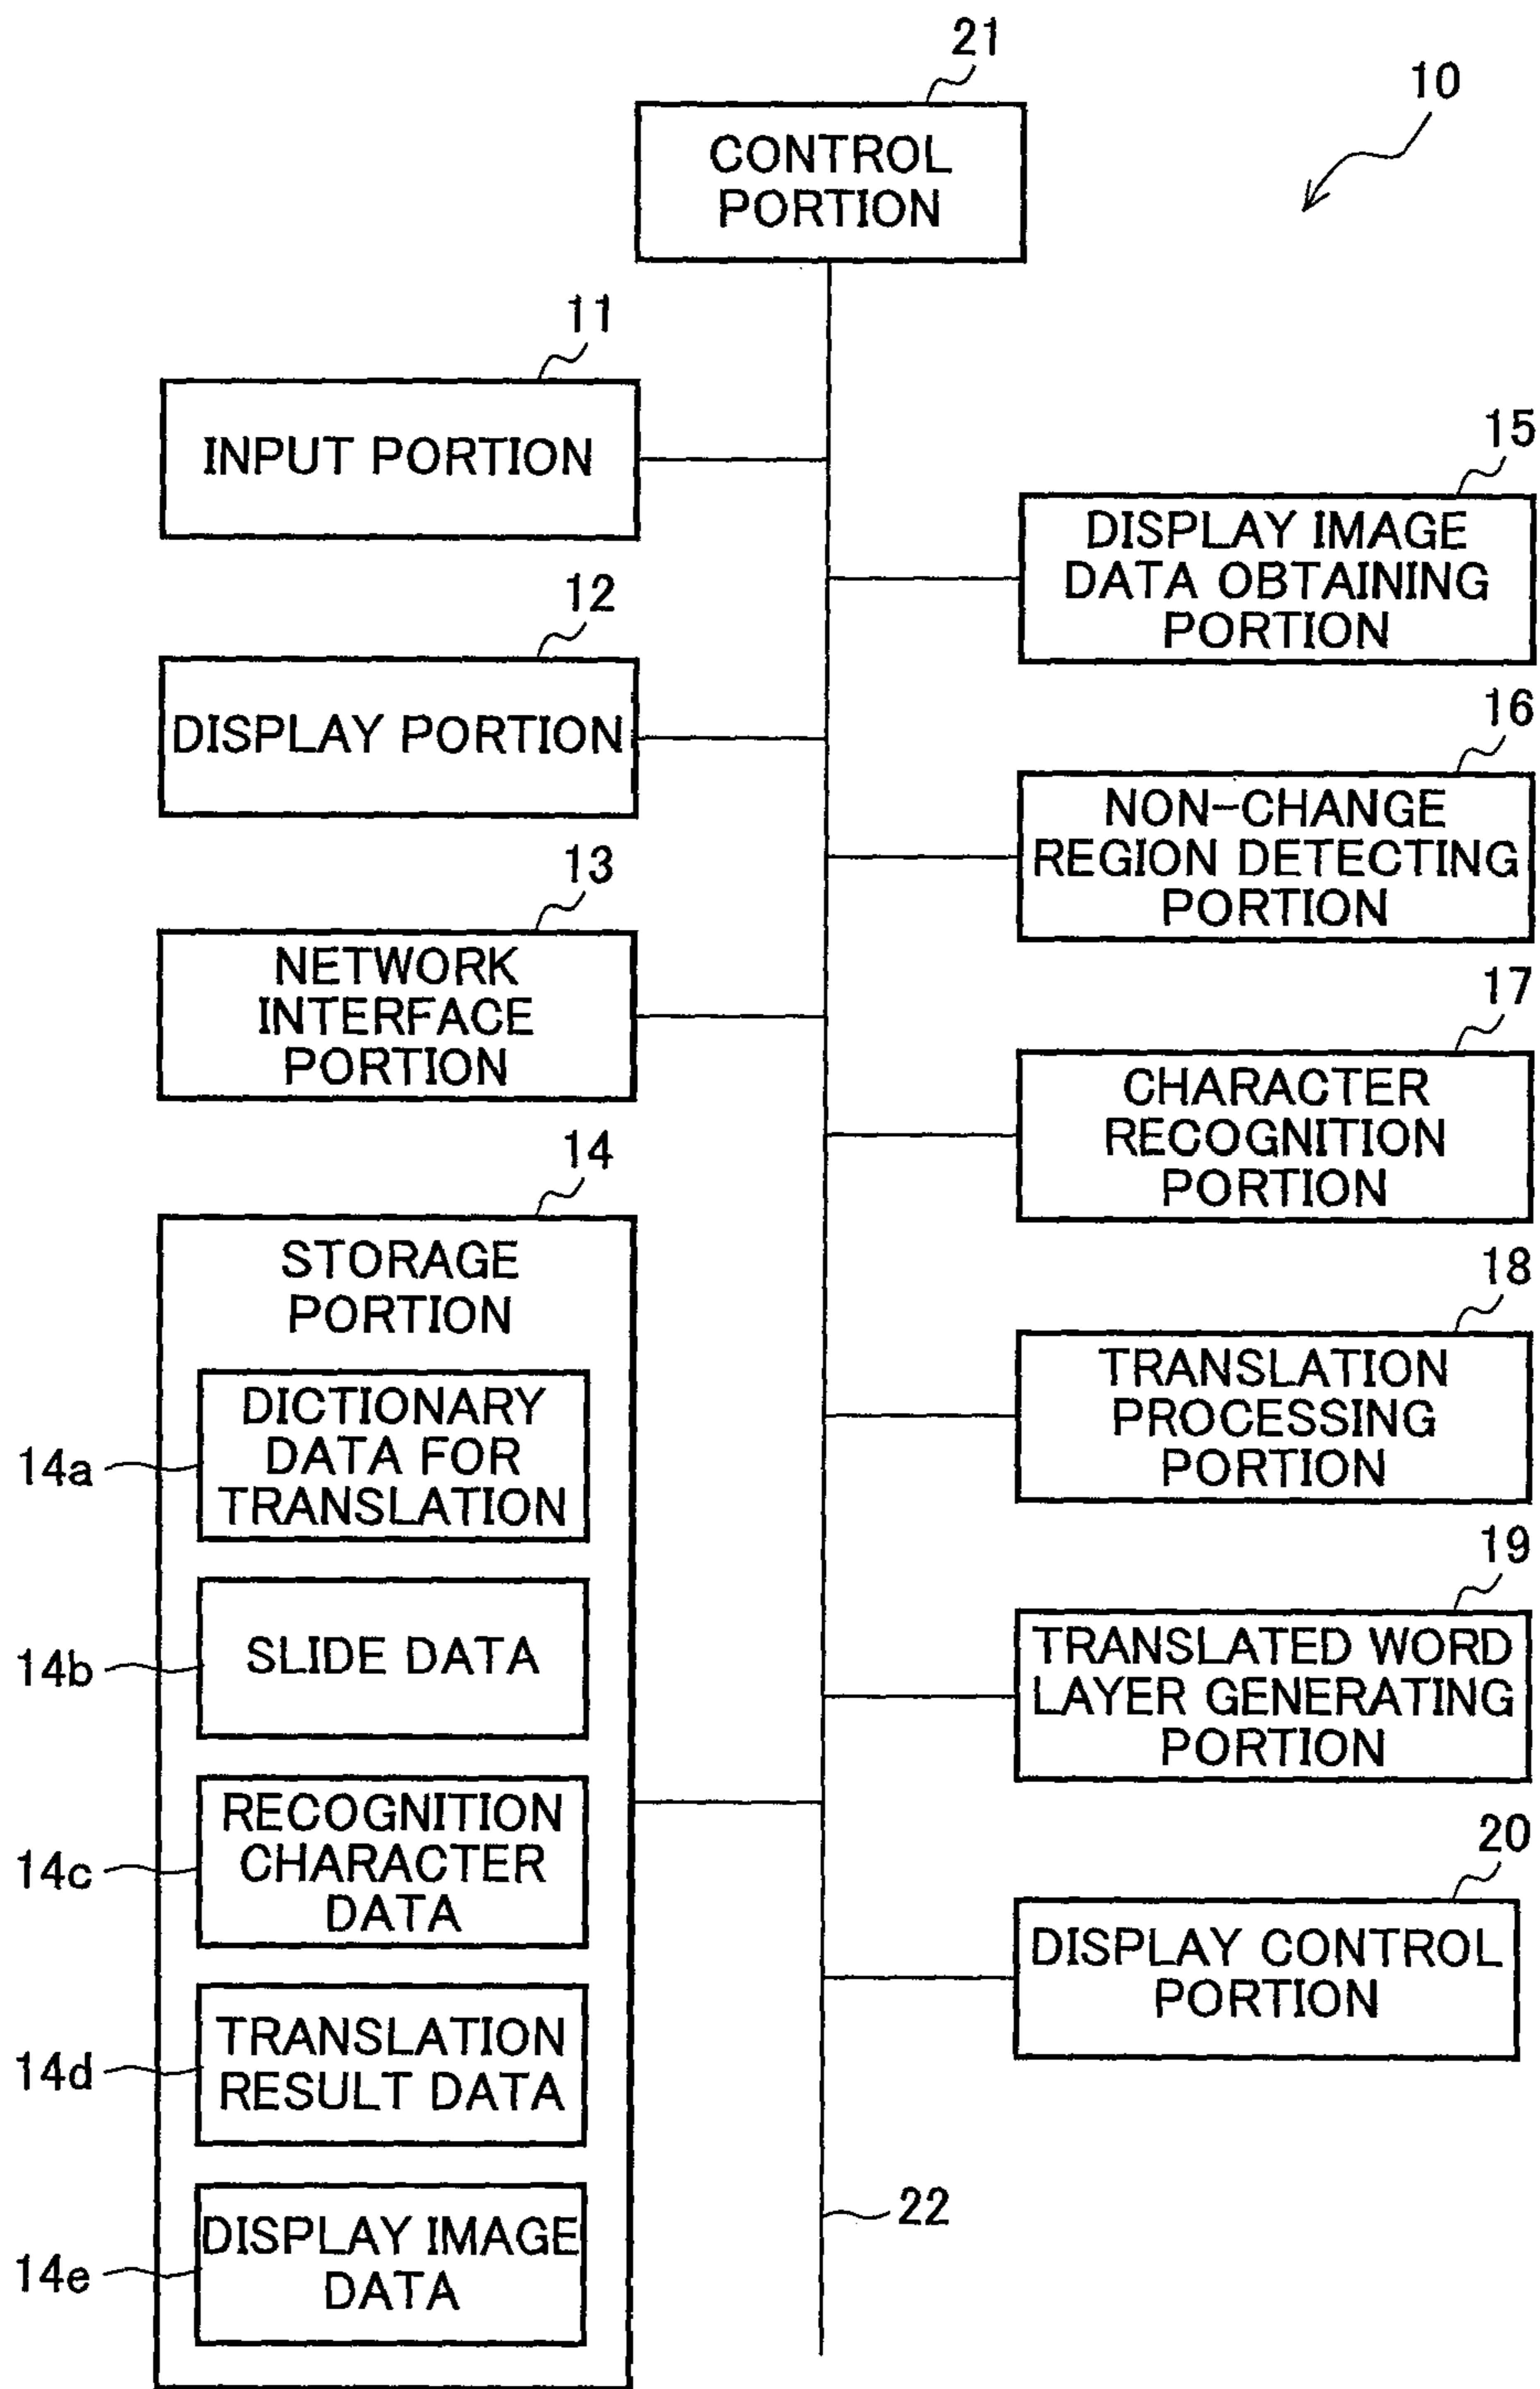 21
10
CONTROL
PORTION
11
INPUT PORTION
15
DISPLAY IMAGE
DATA OBTAINING
PORTION
12
DISPLAY PORTION
16
NON-CHANGE
REGION DETECTING
PORTION
13
NETWORK
INTERFACE
PORTION
17
CHARACTER
RECOGNITION
PORTION
14
STORAGE
PORTION
18
TRANSLATION
PROCESSING
PORTION
14a
DICTIONARY
DATA FOR
TRANSLATION
19
TRANSLATED WORD
LAYER GENERATING
PORTION
14b
SLIDE DATA
14c
RECOGNITION
CHARACTER
DATA
20
DISPLAY CONTROL
PORTION
14d
TRANSLATION
RESULT DATA
22
14e
DISPLAY IMAGE
DATA